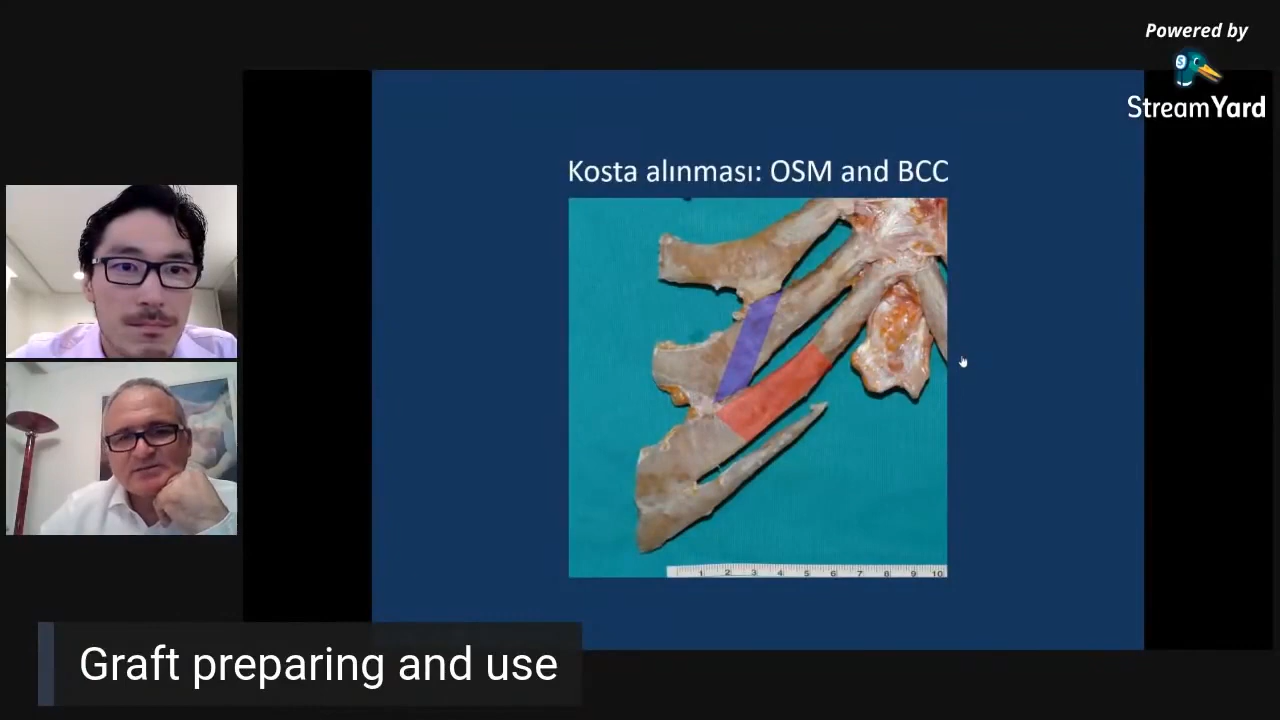 Powered by
StreamYard
Kosta alınması: OSM and BCC
1 2 3 4 5 6 7 8 9 10
Graft preparing and use